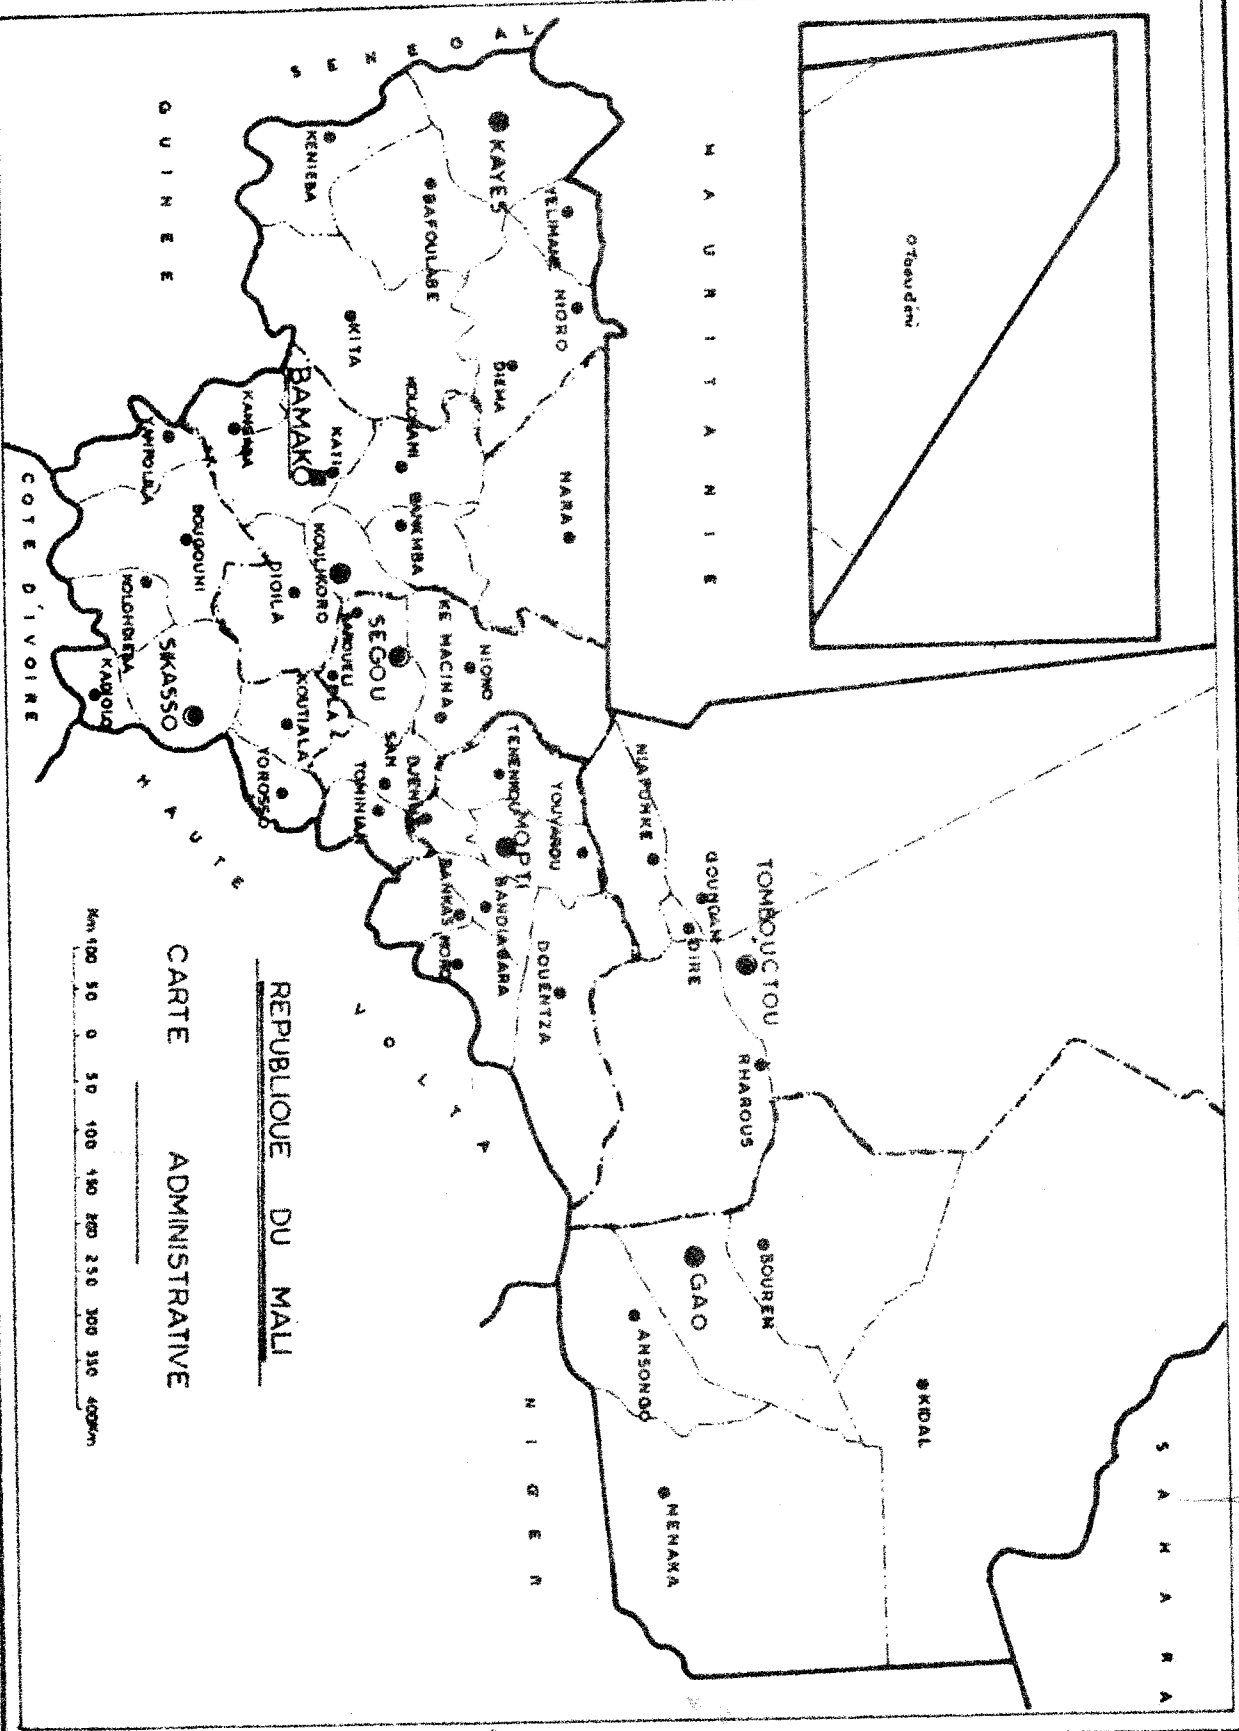 MAURITANIE
OTaoudéni
SENEGAL
GUINEE
COTE D'IVOIRE
HAUTE VOLTA
NIGER
SAHARA
KAYES
YELIMANE
NIORO
KENIEBA
BAFOULABE
KITA
DIEMA
NARA
BAMAKO
KATI
KOLOKANI
KANGABA
BANAMBA
KOULIKORO
DIOILA
YANFOLILA
BOUGOUNI
KOLONDIEBA
SIKASSO
KADIOLO
KOUTIALA
YOROSSO
SEGOU
BAROUELI
BLA
KE MACINA
NIONO
SAN
TOMINIAN
DJENNE
TENENKOU
MOPTI
YOUVAROU
BANKAS
KORO
BANDIAGARA
DOUENTZA
NIAFUNKE
GOUNDAM
DIRE
TOMBOUCTOU
RHAROUS
BOUREM
GAO
ANSONGO
KIDAL
MENAKA
REPUBLIQUE DU MALI
CARTE ADMINISTRATIVE
Km 100 50 0 50 100 150 200 250 300 350 400Km